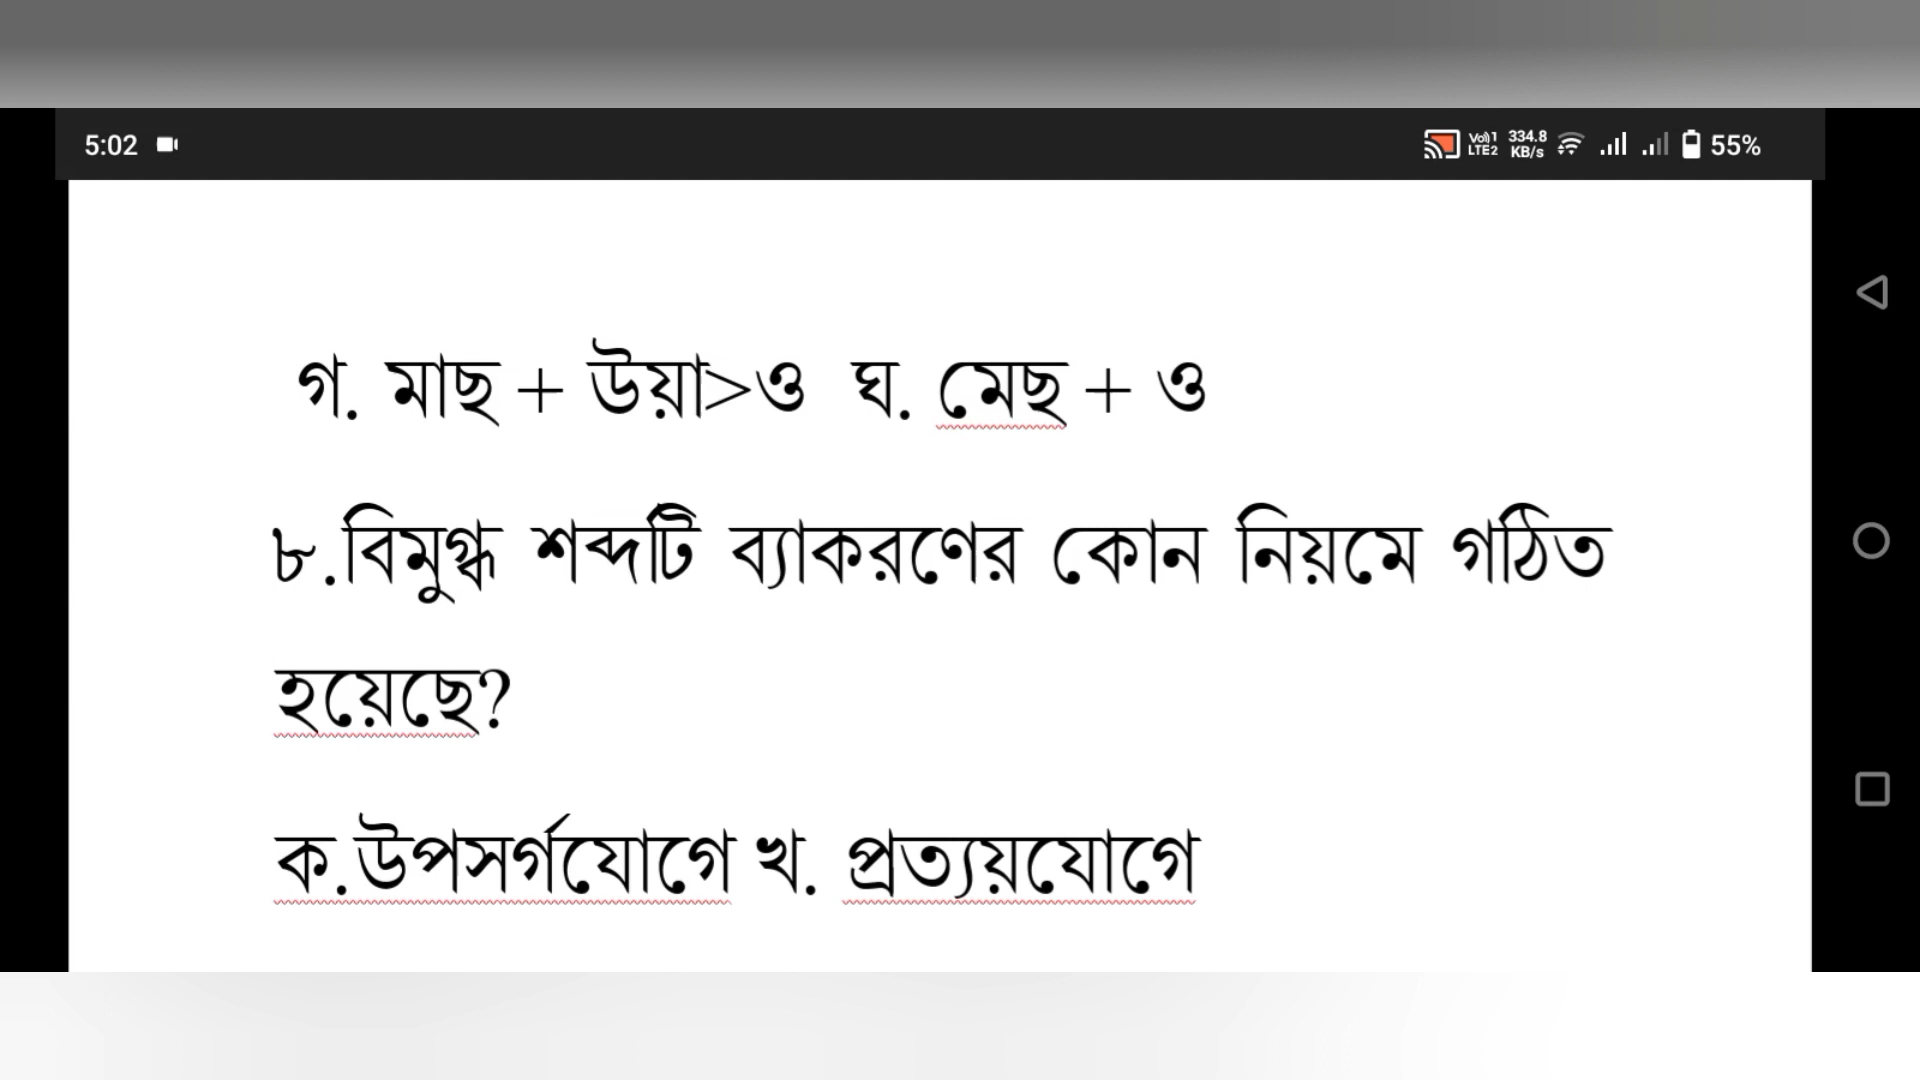 5:02 Vo)) 1 LTE2 334.8 KB/s 55%
গ. মাছ + উয়া>ও ঘ. মেছ + ও
৮.বিমুগ্ধ শব্দটি ব্যাকরণের কোন নিয়মে গঠিত
হয়েছে?
ক.উপসর্গযোগে খ. প্রত্যয়যোগে